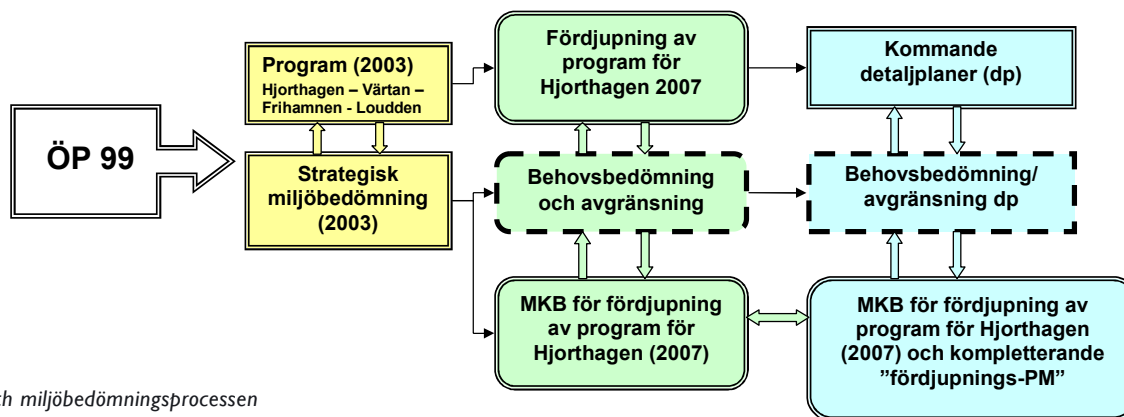 ÖP 99
Program (2003)
Hjorthagen – Värtan –
Frihamnen - Loudden
Strategisk
miljöbedömning
(2003)
Fördjupning av
program för
Hjorthagen 2007
Behovsbedömning
och avgränsning
MKB för fördjupning
av program för
Hjorthagen (2007)
Kommande
detaljplaner (dp)
Behovsbedömning/
avgränsning dp
MKB för fördjupning av
program för Hjorthagen
(2007) och kompletterande
”fördjupnings-PM”
miljöbedömningsprocessen